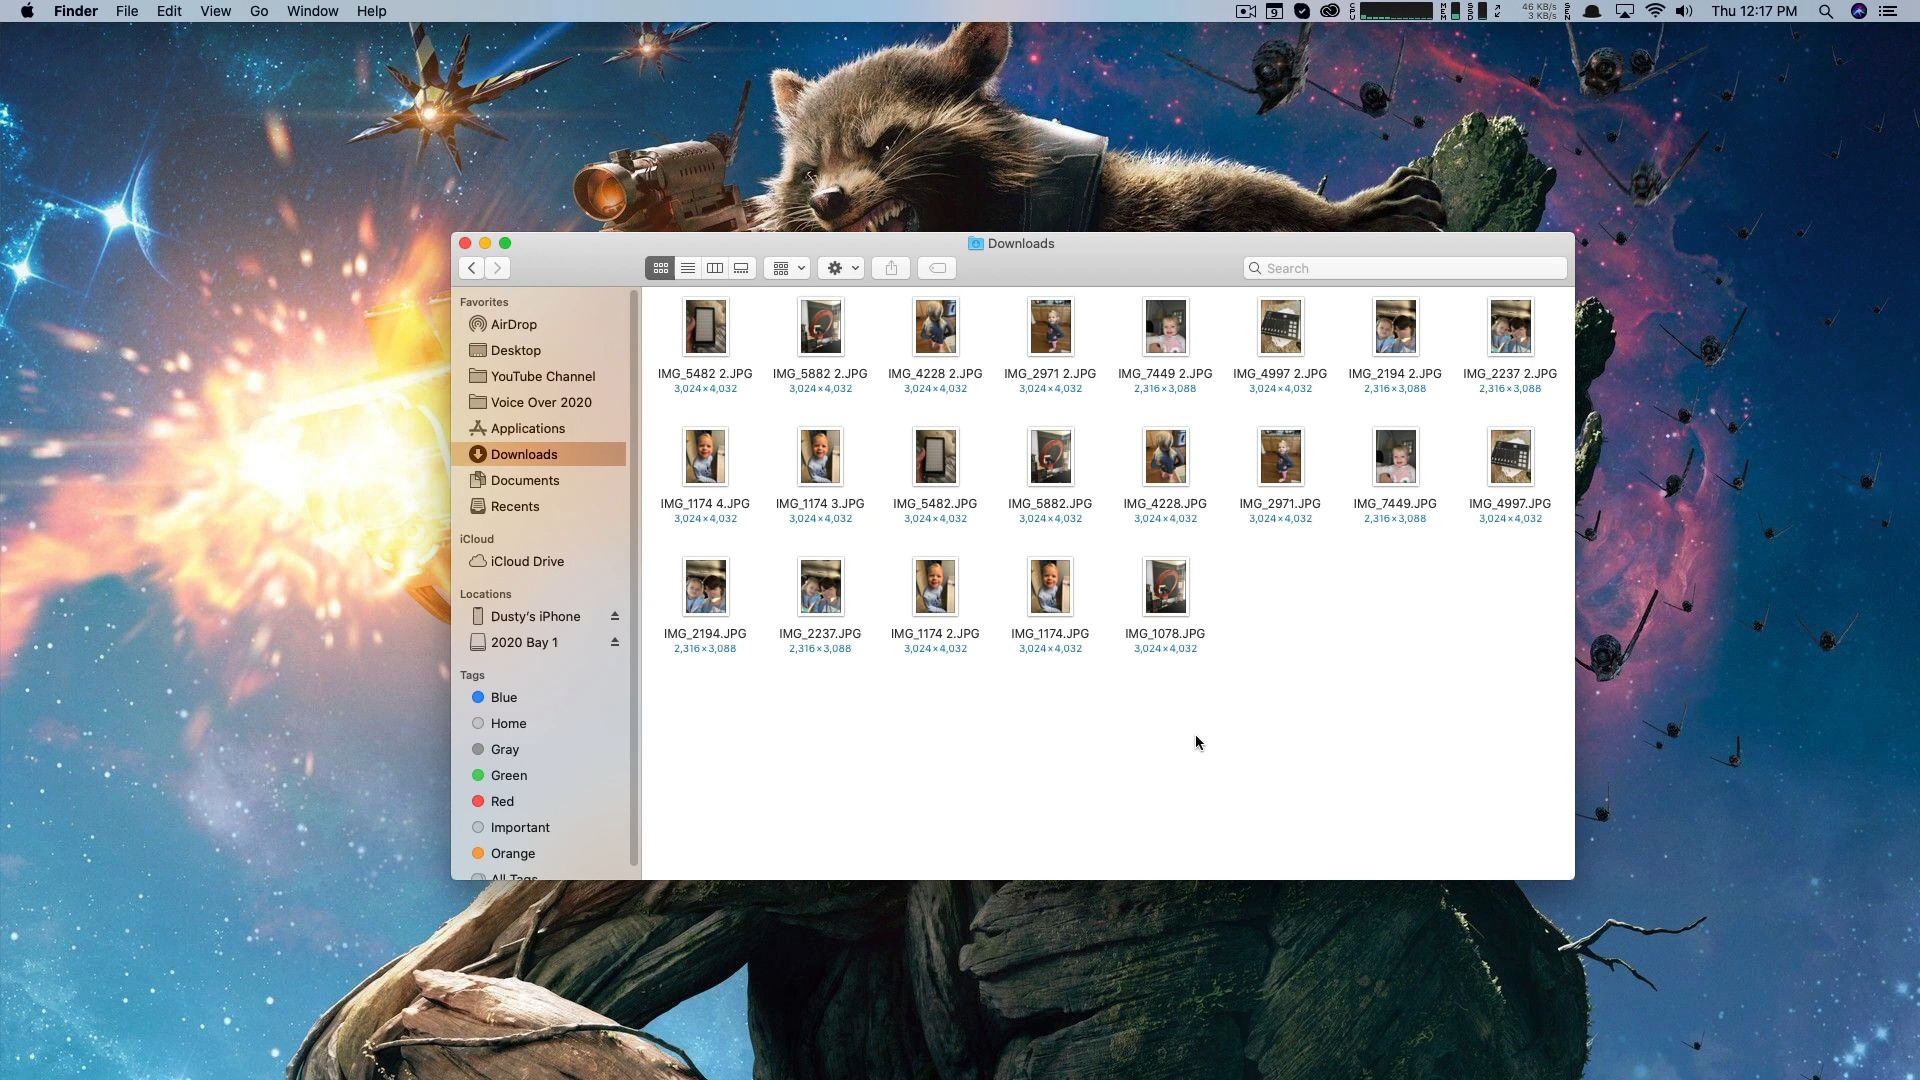 Finder File Edit View Go Window Help
9 CPU MEM SSD 46 KB/s 3 KB/s SEN Thu 12:17 PM
Downloads
Search
Favorites
AirDrop
Desktop
YouTube Channel
Voice Over 2020
Applications
Downloads
Documents
Recents
iCloud
iCloud Drive
Locations
Dusty's iPhone
2020 Bay 1
Tags
Blue
Home
Gray
Green
Red
Important
Orange
All Tags
IMG_5482 2.JPG IMG_5882 2.JPG IMG_4228 2.JPG IMG_2971 2.JPG IMG_7449 2.JPG IMG_4997 2.JPG IMG_2194 2.JPG IMG_2237 2.JPG
3,024×4,032 3,024×4,032 3,024×4,032 3,024×4,032 2,316×3,088 3,024×4,032 2,316×3,088 2,316×3,088
IMG_1174 4.JPG IMG_1174 3.JPG IMG_5482.JPG IMG_5882.JPG IMG_4228.JPG IMG_2971.JPG IMG_7449.JPG IMG_4997.JPG
3,024×4,032 3,024×4,032 3,024×4,032 3,024×4,032 3,024×4,032 3,024×4,032 2,316×3,088 3,024×4,032
IMG_2194.JPG IMG_2237.JPG IMG_1174 2.JPG IMG_1174.JPG IMG_1078.JPG
2,316×3,088 2,316×3,088 3,024×4,032 3,024×4,032 3,024×4,032